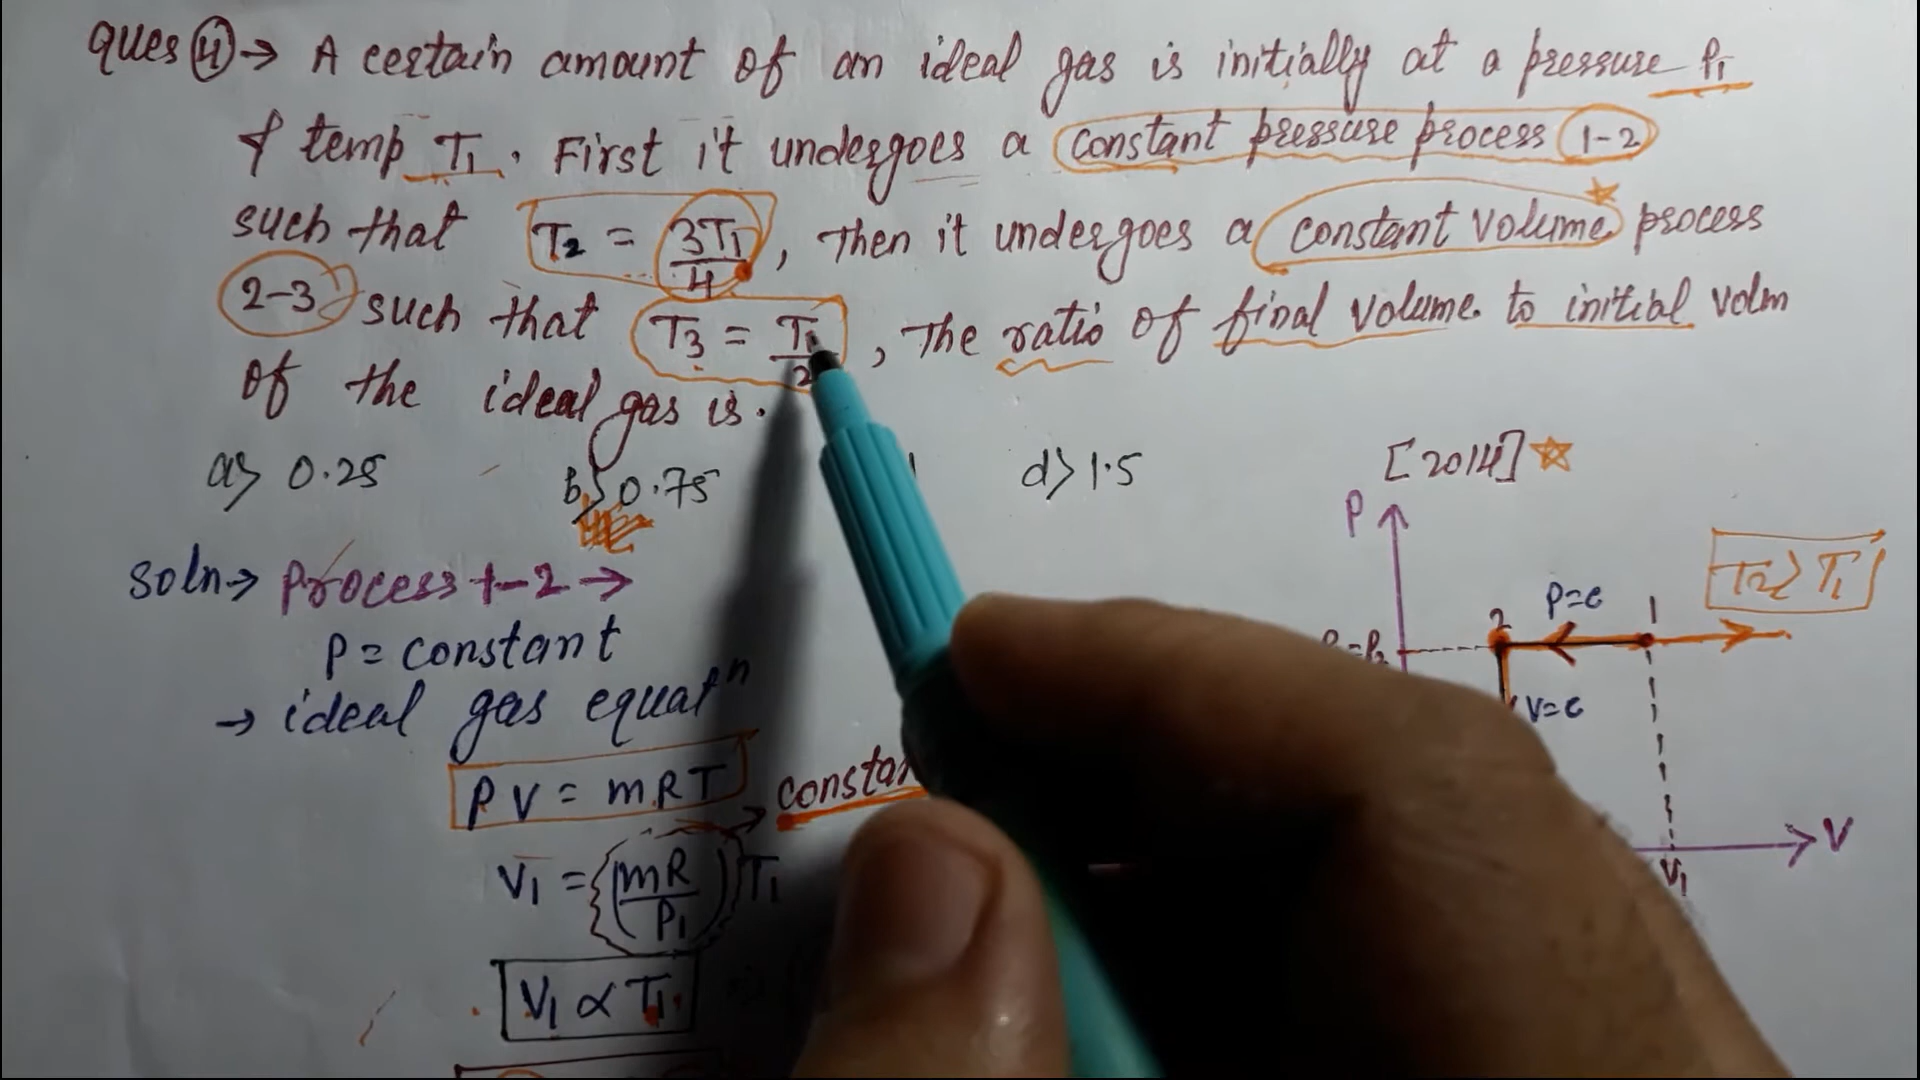 ques (4) → A certain amount of an ideal gas is initially at a pressure P1
& temp T1. First it undergoes a constant pressure process 1-2
such that T2 = 3T1/4, Then it undergoes a constant volume process
2-3 such that T3 = T1/2, The ratio of final volume to initial volm
of the ideal gas is.
a> 0.25 b> 0.75 d> 1.5
[2014]
soln → process 1-2 →
P = constant
→ ideal gas equatn
PV = mRT
constan
V1 = (mR/P1) T1
V1 ∝ T1
P
T2 > T1
P=c
2 1
V=c
V
V1